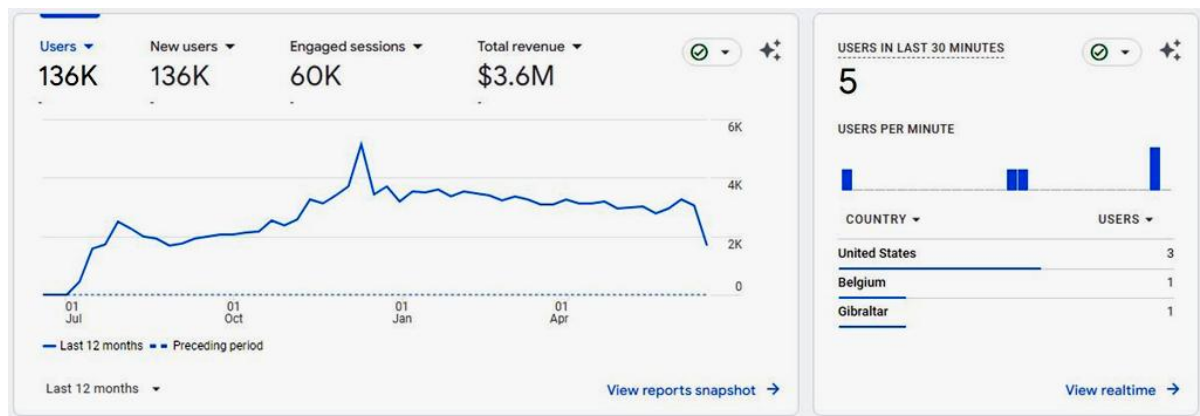 Users New users Engaged sessions Total revenue
136K 136K 60K $3.6M
- - - -
6K
4K
2K
0
01 01 01 01
Jul Oct Jan Apr
Last 12 months Preceding period
Last 12 months View reports snapshot
USERS IN LAST 30 MINUTES
5
USERS PER MINUTE
COUNTRY USERS
United States 3
Belgium 1
Gibraltar 1
View realtime